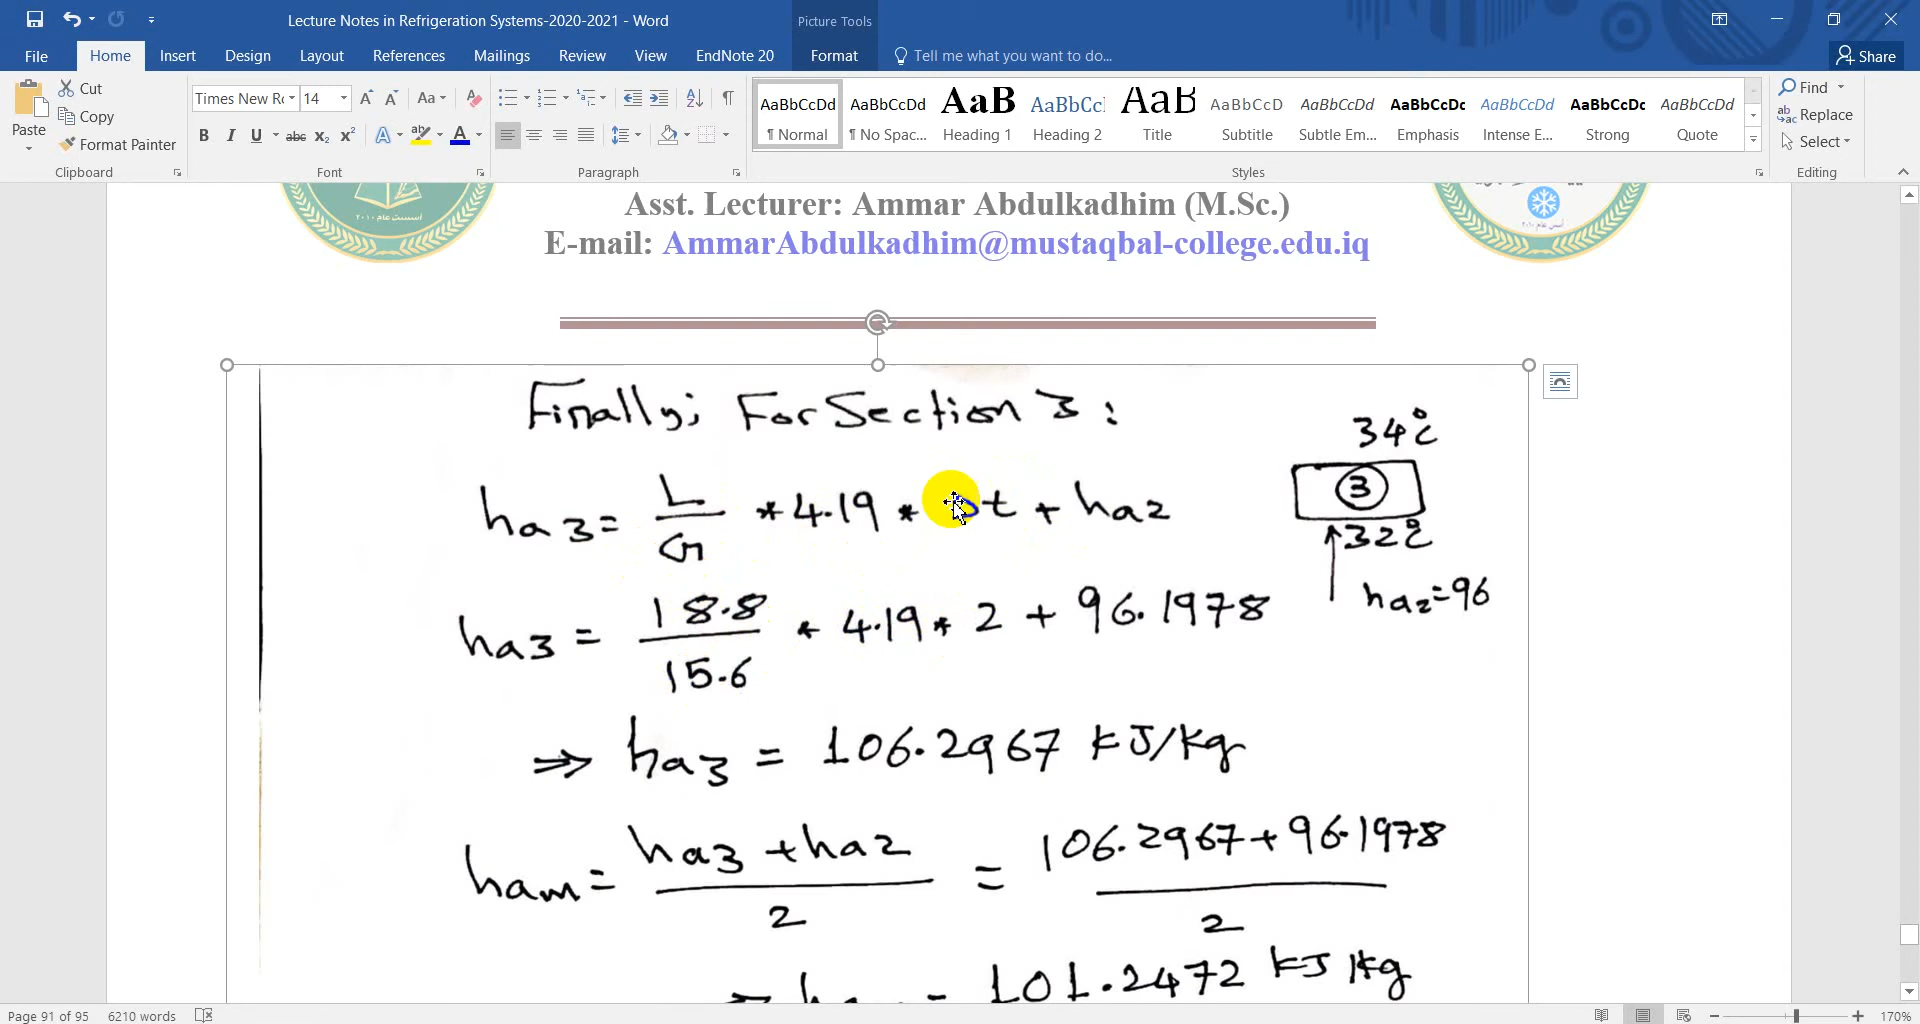 Lecture Notes in Refrigeration Systems-2020-2021 - Word
Picture Tools
File Home Insert Design Layout References Mailings Review View EndNote 20 Format Tell me what you want to do... Share
Paste
Cut
Copy
Format Painter
Clipboard
Times New Ro 14
Font
Paragraph
AaBbCcDd ¶ Normal
AaBbCcDd ¶ No Spac...
AaB Heading 1
AaBbC Heading 2
AaB Title
AaBbCcD Subtitle
AaBbCcDd Subtle Em...
AaBbCcDd Emphasis
AaBbCcDd Intense E...
AaBbCcDc Strong
AaBbCcDd Quote
Styles
Find
Replace
Select
Editing
اسست عام ٢٠١٠
Asst. Lecturer: Ammar Abdulkadhim (M.Sc.)
E-mail: AmmarAbdulkadhim@mustaqbal-college.edu.iq
Finally; For Section 3 :
34°C
3
32°C
ha2=96
ha3 = L/G * 4.19 * t + ha2
ha3 = 18.8/15.6 * 4.19 * 2 + 96.1978
⇒ ha3 = 106.2967 KJ/Kg
ham = ha3 + ha2 / 2 = 106.2967 + 96.1978 / 2
= 101.2472 KJ/Kg
Page 91 of 95 6210 words
170%